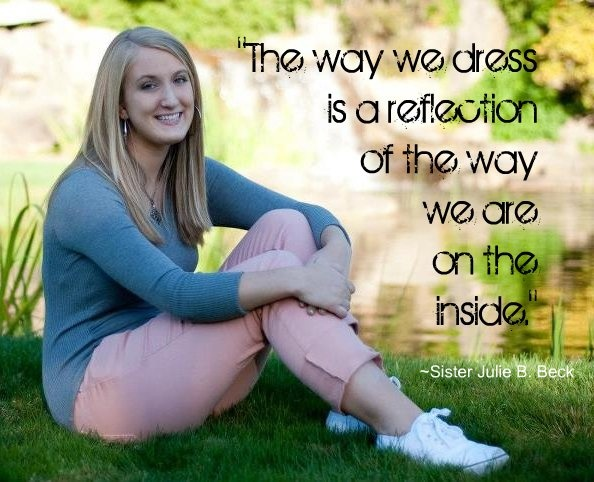 "The way we dress
is a reflection
of the way
we are
on the
inside."
~Sister Julie B. Beck